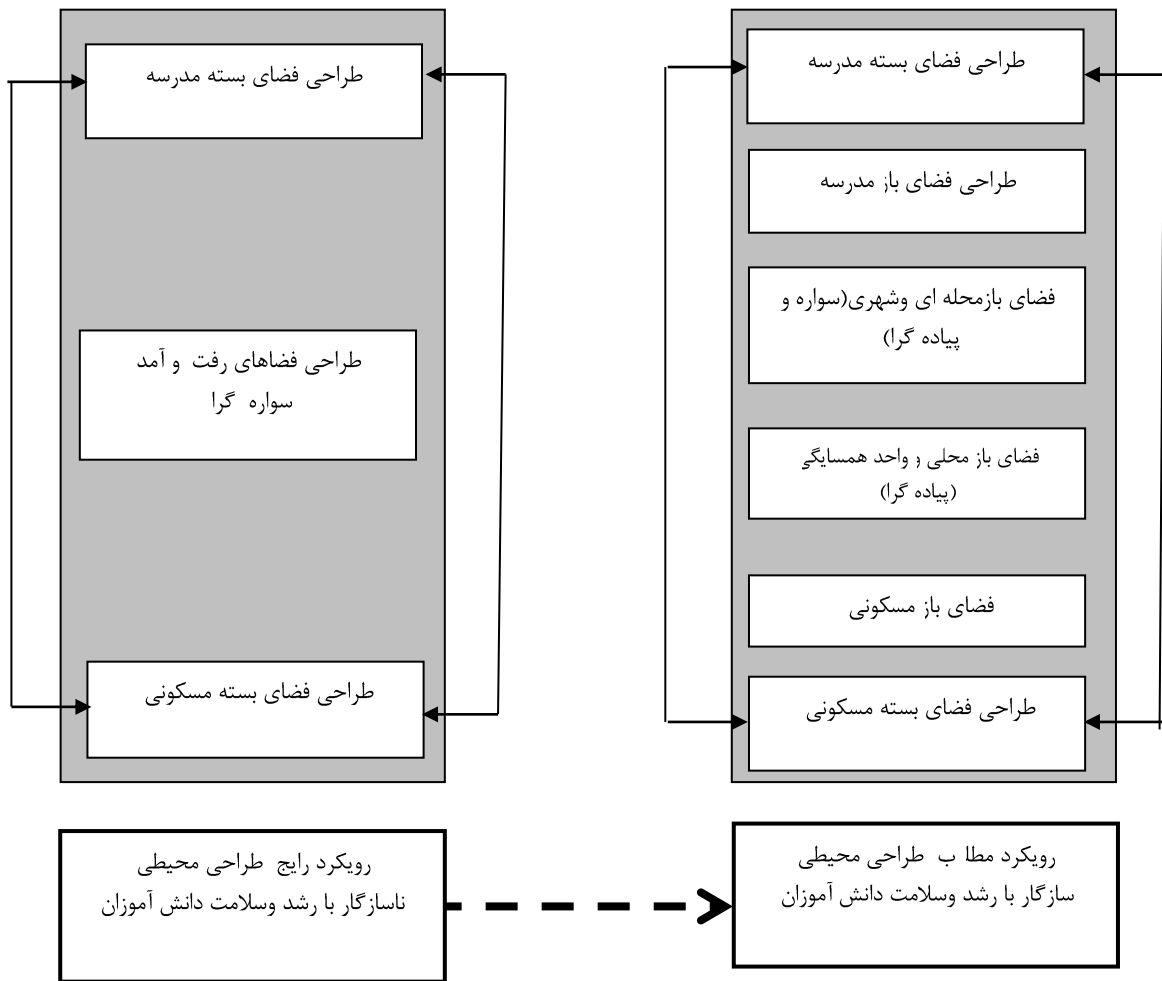 طراحی فضای بسته مدرسه
طراحی فضای باز مدرسه
فضای بازمحله ای وشهری(سواره و
پیاده گرا)
فضای باز محلی و واحد همسایگی
(پیاده گرا)
فضای باز مسکونی
طراحی فضای بسته مسکونی
رویکرد مطا ب طراحی محیطی
سازگار با رشد وسلامت دانش آموزان
طراحی فضای بسته مدرسه
طراحی فضاهای رفت و آمد
سواره گرا
طراحی فضای بسته مسکونی
رویکرد رایج طراحی محیطی
ناسازگار با رشد وسلامت دانش آموزان